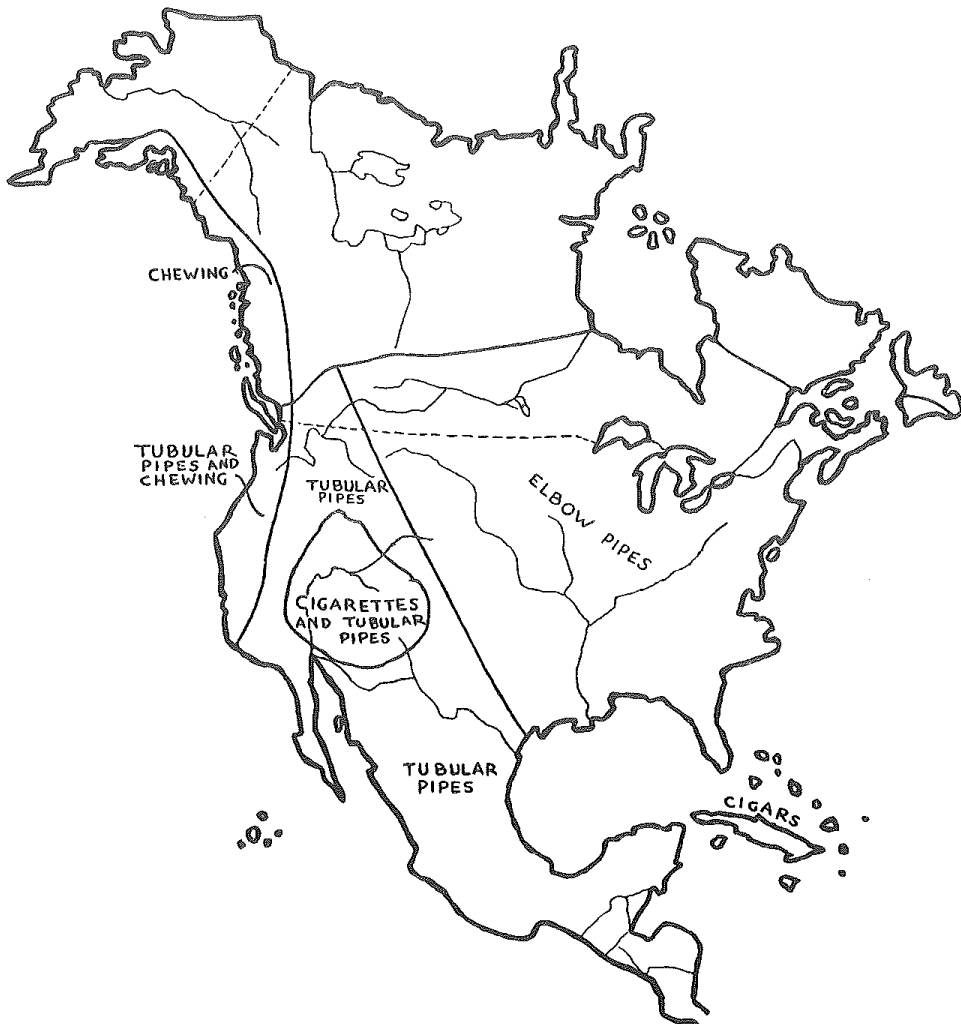 CHEWING
TUBULAR
PIPES AND
CHEWING
TUBULAR
PIPES
ELBOW PIPES
CIGARETTES
AND TUBULAR
PIPES
TUBULAR
PIPES
CIGARS